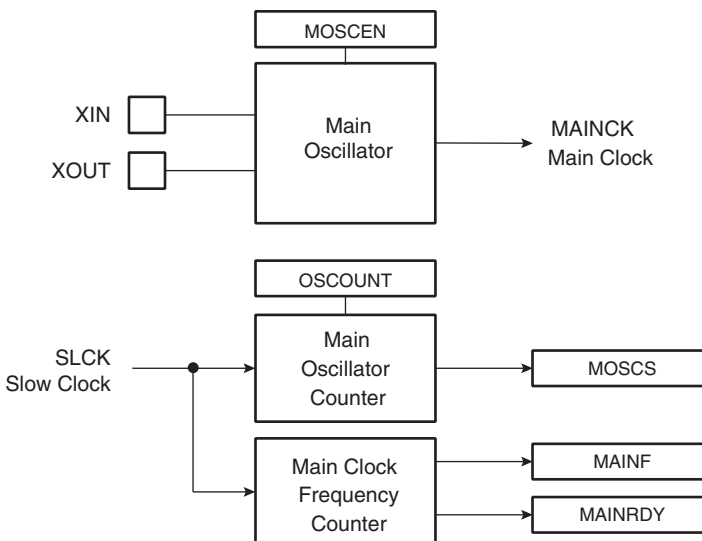 MOSCEN
XIN
XOUT
Main
Oscillator
MAINCK
Main Clock
OSCOUNT
SLCK
Slow Clock
Main
Oscillator
Counter
MOSCS
Main Clock
Frequency
Counter
MAINF
MAINRDY